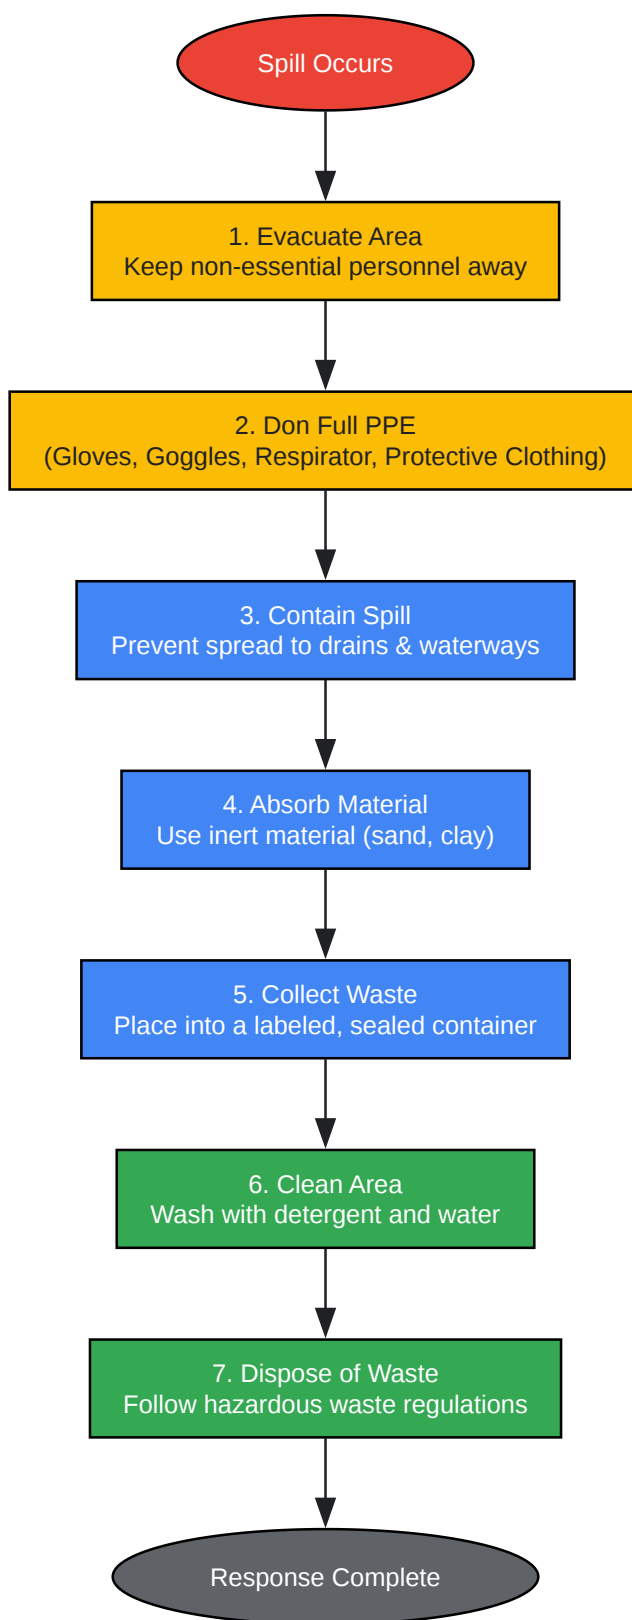 Spill Occurs
1. Evacuate Area
Keep non-essential personnel away
2. Don Full PPE
(Gloves, Goggles, Respirator, Protective Clothing)
3. Contain Spill
Prevent spread to drains & waterways
4. Absorb Material
Use inert material (sand, clay)
5. Collect Waste
Place into a labeled, sealed container
6. Clean Area
Wash with detergent and water
7. Dispose of Waste
Follow hazardous waste regulations
Response Complete